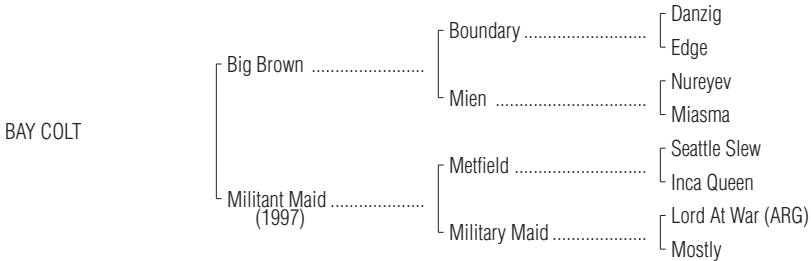 Danzig
Boundary ........................
Edge
Big Brown ......................
Nureyev
Mien .............................
Miasma
BAY COLT
Seattle Slew
Metfield ..........................
Inca Queen
Militant Maid ..................
(1997)
Lord At War (ARG)
Military Maid ..................
Mostly